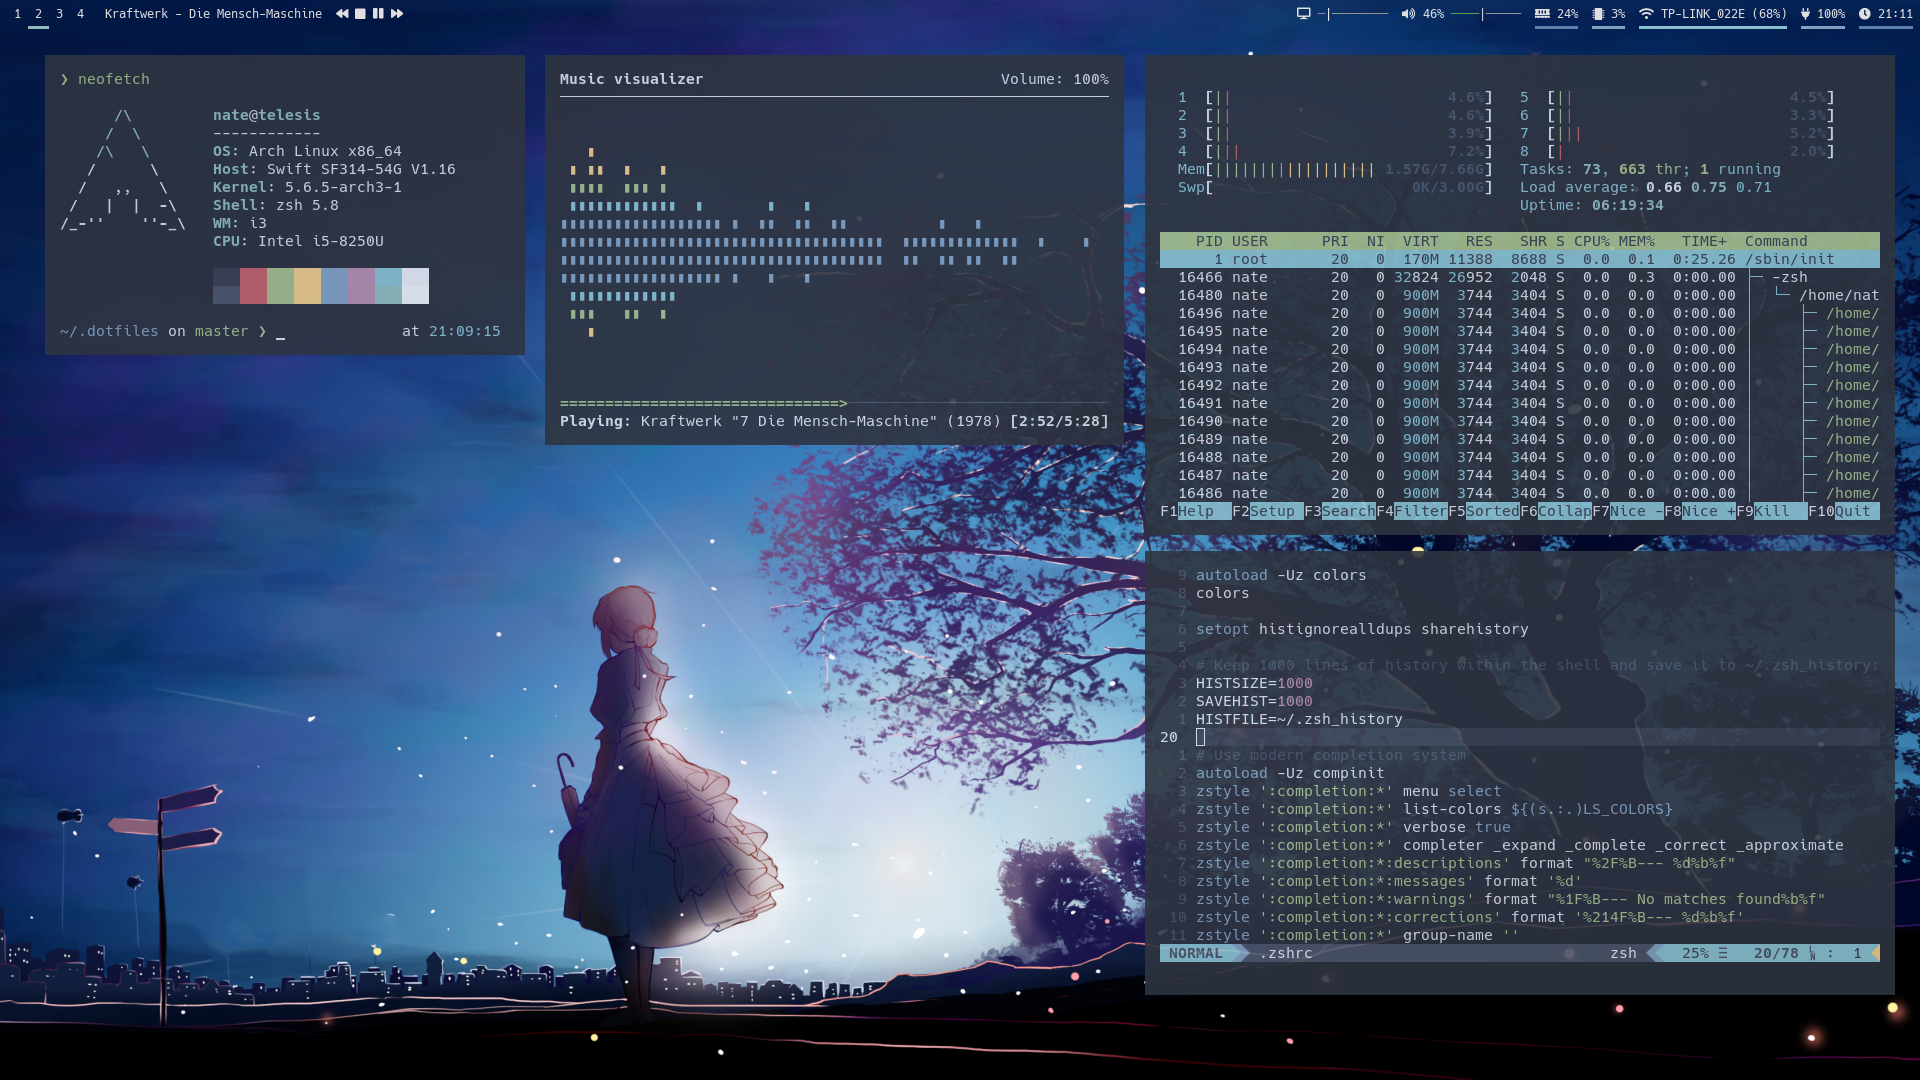 1 2 3 4 Kraftwerk - Die Mensch-Maschine
46% 24% 3% TP-LINK_022E (68%) 100% 21:11
❯ neofetch
nate@telesis
------------
OS: Arch Linux x86_64
Host: Swift SF314-54G V1.16
Kernel: 5.6.5-arch3-1
Shell: zsh 5.8
WM: i3
CPU: Intel i5-8250U
~/.dotfiles on master ❯ _ at 21:09:15
Music visualizer Volume: 100%
==============================>
Playing: Kraftwerk "7 Die Mensch-Maschine" (1978) [2:52/5:28]
1 [|| 4.6%] 5 [|| 4.5%]
2 [|| 4.6%] 6 [|| 3.3%]
3 [|| 3.9%] 7 [||| 5.2%]
4 [||| 7.2%] 8 [| 2.0%]
Mem[|||||||||||||||||| 1.57G/7.66G] Tasks: 73, 663 thr; 1 running
Swp[ 0K/3.00G] Load average: 0.66 0.75 0.71
Uptime: 06:19:34
PID USER PRI NI VIRT RES SHR S CPU% MEM% TIME+ Command
1 root 20 0 170M 11388 8688 S 0.0 0.1 0:25.26 /sbin/init
16466 nate 20 0 32824 26952 2048 S 0.0 0.3 0:00.00 ├─ -zsh
16480 nate 20 0 900M 3744 3404 S 0.0 0.0 0:00.00 │ └─ /home/nat
16496 nate 20 0 900M 3744 3404 S 0.0 0.0 0:00.00 │ ├─ /home/
16495 nate 20 0 900M 3744 3404 S 0.0 0.0 0:00.00 │ ├─ /home/
16494 nate 20 0 900M 3744 3404 S 0.0 0.0 0:00.00 │ ├─ /home/
16493 nate 20 0 900M 3744 3404 S 0.0 0.0 0:00.00 │ ├─ /home/
16492 nate 20 0 900M 3744 3404 S 0.0 0.0 0:00.00 │ ├─ /home/
16491 nate 20 0 900M 3744 3404 S 0.0 0.0 0:00.00 │ ├─ /home/
16490 nate 20 0 900M 3744 3404 S 0.0 0.0 0:00.00 │ ├─ /home/
16489 nate 20 0 900M 3744 3404 S 0.0 0.0 0:00.00 │ ├─ /home/
16488 nate 20 0 900M 3744 3404 S 0.0 0.0 0:00.00 │ ├─ /home/
16487 nate 20 0 900M 3744 3404 S 0.0 0.0 0:00.00 │ ├─ /home/
16486 nate 20 0 900M 3744 3404 S 0.0 0.0 0:00.00 │ ├─ /home/
F1Help F2Setup F3SearchF4FilterF5SortedF6CollapF7Nice -F8Nice +F9Kill F10Quit
9 autoload -Uz colors
8 colors
7
6 setopt histignorealldups sharehistory
5
4 # Keep 1000 lines of history within the shell and save it to ~/.zsh_history:
3 HISTSIZE=1000
2 SAVEHIST=1000
1 HISTFILE=~/.zsh_history
20
1 # Use modern completion system
2 autoload -Uz compinit
3 zstyle ':completion:*' menu select
4 zstyle ':completion:*' list-colors ${(s.:.)LS_COLORS}
5 zstyle ':completion:*' verbose true
6 zstyle ':completion:*' completer _expand _complete _correct _approximate
7 zstyle ':completion:*:descriptions' format "%2F%B--- %d%b%f"
8 zstyle ':completion:*:messages' format '%d'
9 zstyle ':completion:*:warnings' format "%1F%B--- No matches found%b%f"
10 zstyle ':completion:*:corrections' format '%214F%B--- %d%b%f'
11 zstyle ':completion:*' group-name ''
NORMAL .zshrc zsh 25% ☰ 20/78 : 1